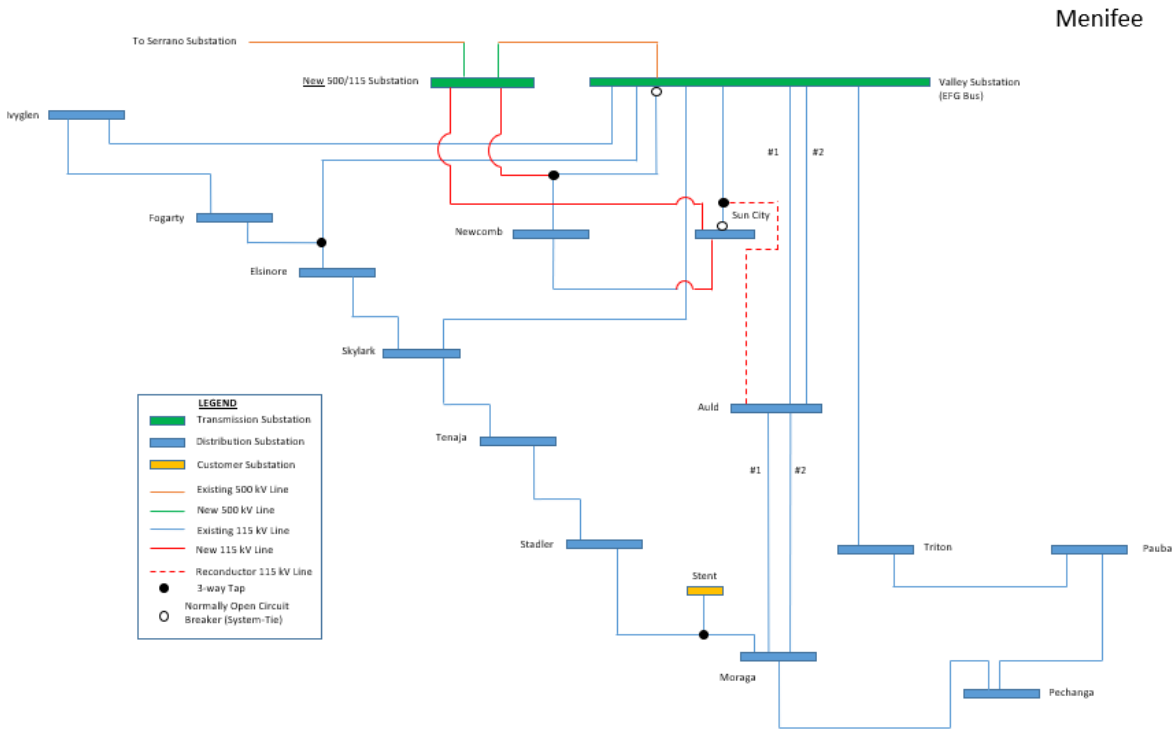 Menifee
To Serrano Substation
New 500/115 Substation
Valley Substation
(EFG Bus)
Ivyglen
#1
#2
Fogarty
Newcomb
Sun City
Elsinore
Skylark
LEGEND
Transmission Substation
Distribution Substation
Customer Substation
Existing 500 kV Line
New 500 kV Line
Existing 115 kV Line
New 115 kV Line
Reconductor 115 kV Line
3-way Tap
Normally Open Circuit
Breaker (System-Tie)
Auld
Tenaja
#1
#2
Stadler
Triton
Pauba
Stent
Moraga
Pechanga